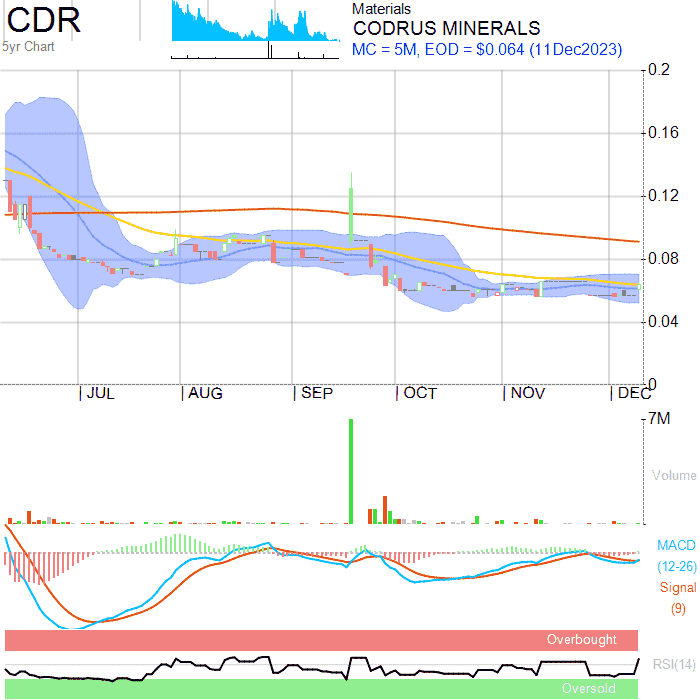 CDR
5yr Chart
Materials
CODRUS MINERALS
MC = 5M, EOD = $0.064 (11Dec2023)
0.2
0.16
0.12
0.08
0.04
0
JUL AUG SEP OCT NOV DEC
7M
Volume
MACD
(12-26)
Signal
(9)
Overbought
RSI(14)
Oversold